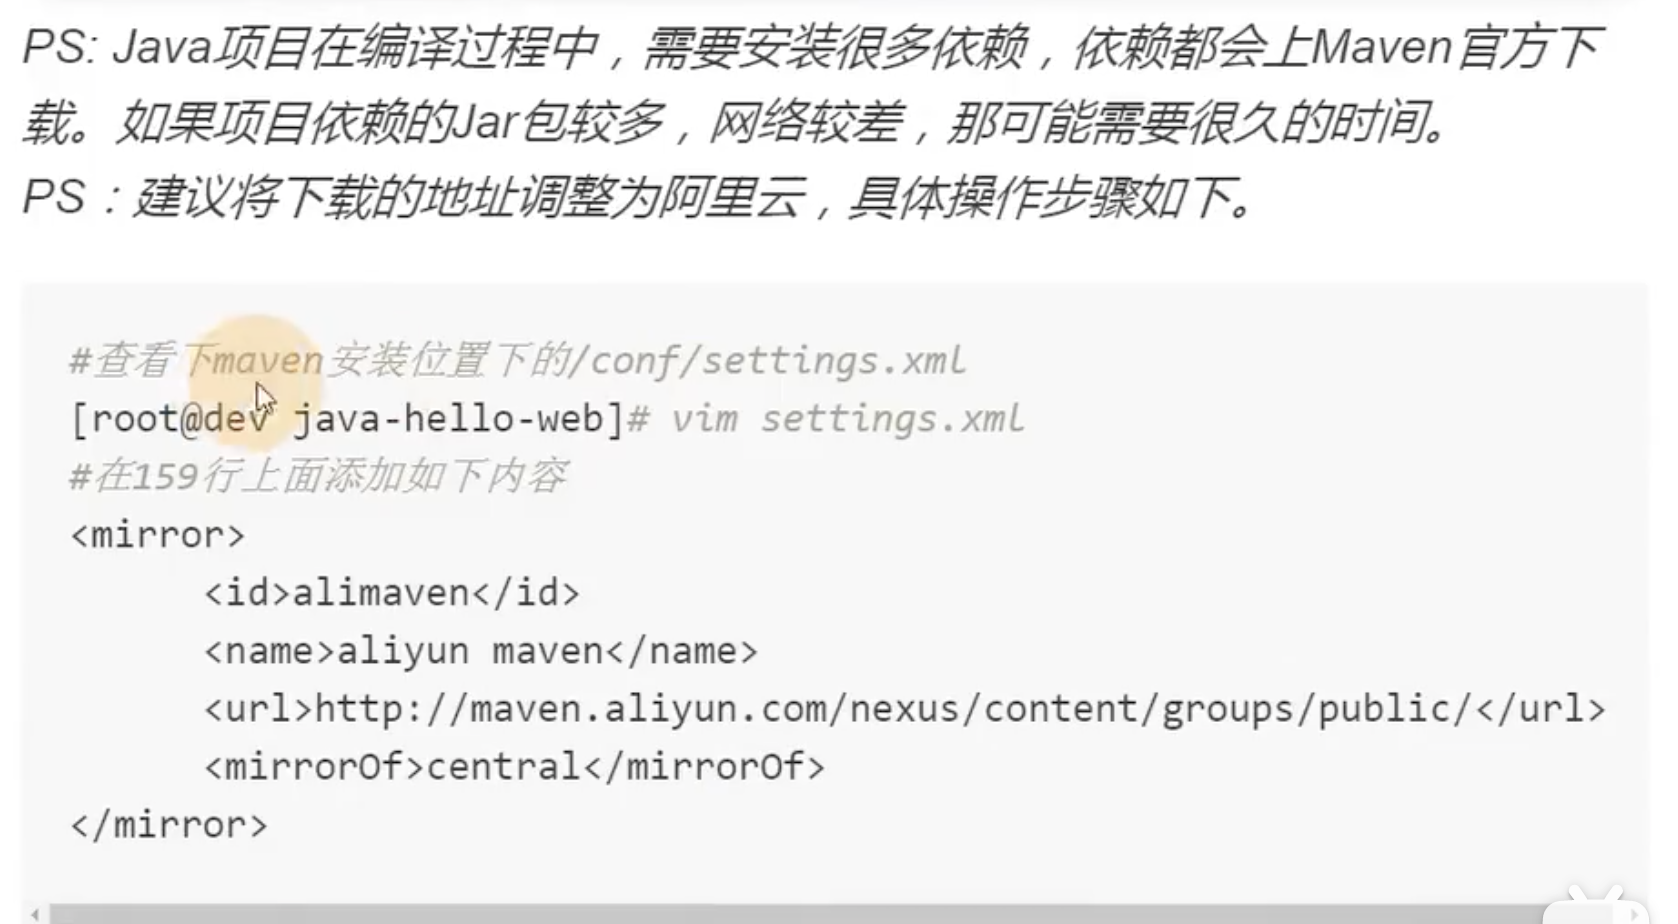 PS: Java项目在编译过程中，需要安装很多依赖，依赖都会上Maven官方下
载。如果项目依赖的Jar包较多，网络较差，那可能需要很久的时间。
PS：建议将下载的地址调整为阿里云，具体操作步骤如下。
#查看下maven安装位置下的/conf/settings.xml
[root@dev java-hello-web]# vim settings.xml
#在159行上面添加如下内容
<mirror>
      <id>alimaven</id>
      <name>aliyun maven</name>
      <url>http://maven.aliyun.com/nexus/content/groups/public/</url>
      <mirrorOf>central</mirrorOf>
</mirror>